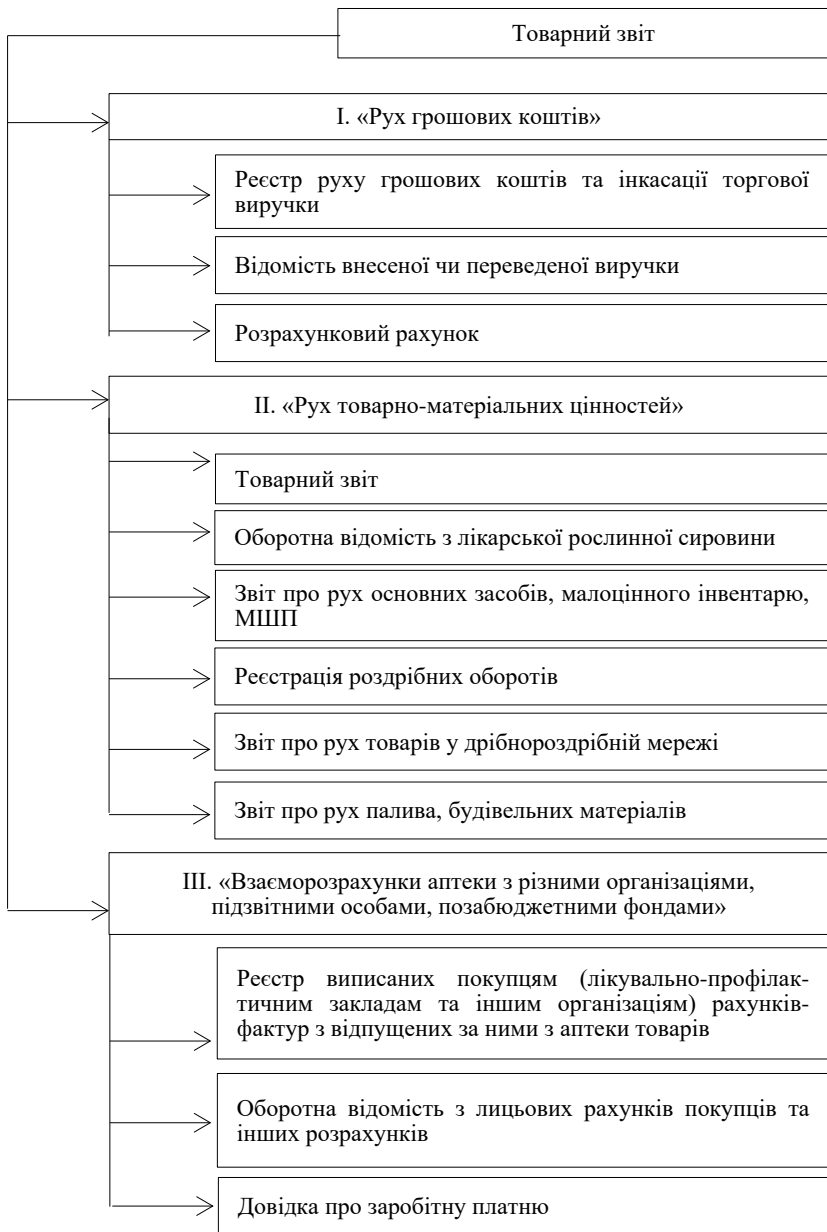 Товарний звіт
І. «Рух грошових коштів»
Реєстр руху грошових коштів та інкасації торгової
виручки
Відомість внесеної чи переведеної виручки
Розрахунковий рахунок
ІІ. «Рух товарно-матеріальних цінностей»
Товарний звіт
Оборотна відомість з лікарської рослинної сировини
Звіт про рух основних засобів, малоцінного інвентарю,
МШП
Реєстрація роздрібних оборотів
Звіт про рух товарів у дрібнороздрібній мережі
Звіт про рух палива, будівельних матеріалів
ІІІ. «Взаєморозрахунки аптеки з різними організаціями,
підзвітними особами, позабюджетними фондами»
Реєстр виписаних покупцям (лікувально-профілак-
тичним закладам та іншим організаціям) рахунків-
фактур з відпущених за ними з аптеки товарів
Оборотна відомість з лицьових рахунків покупців та
інших розрахунків
Довідка про заробітну платню